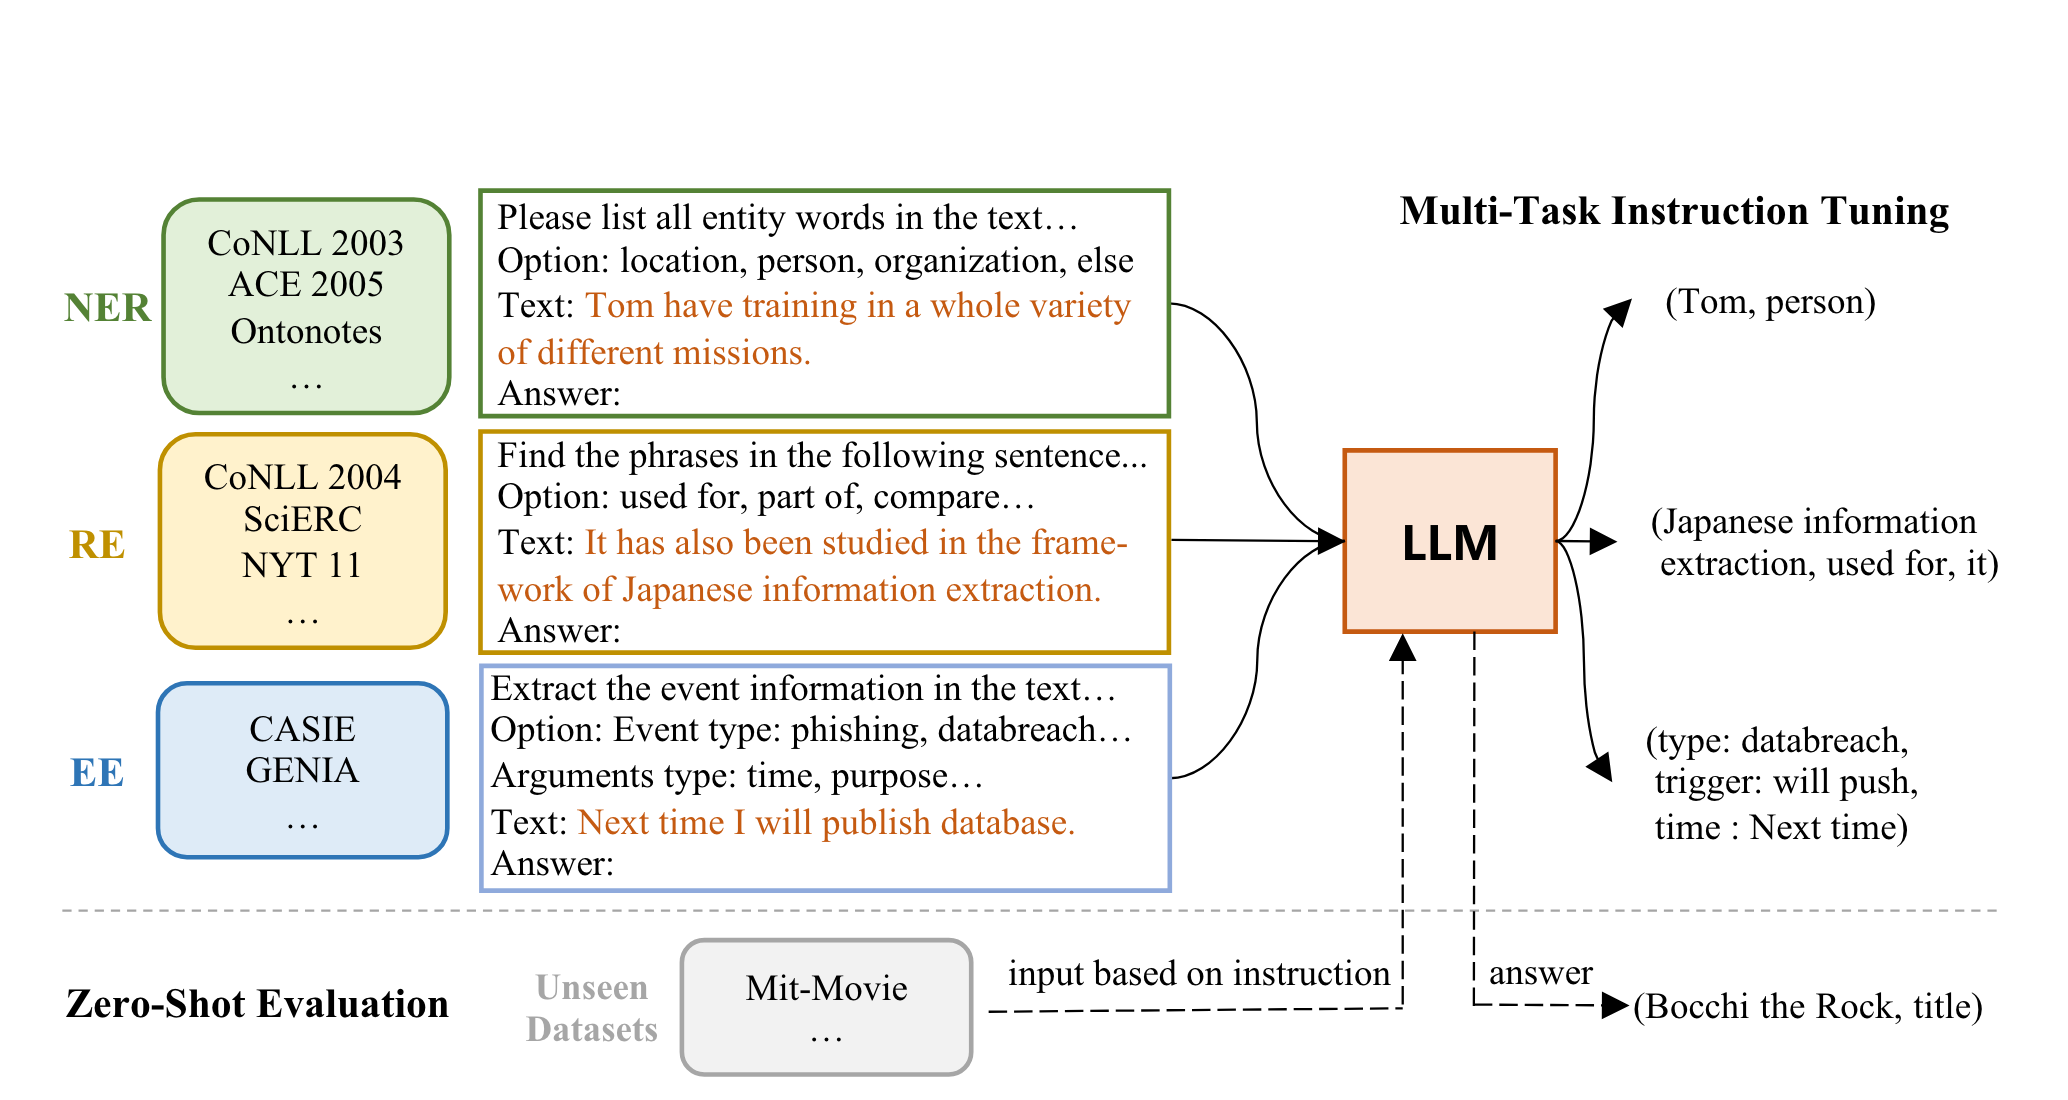 Multi-Task Instruction Tuning
NER
CoNLL 2003
ACE 2005
Ontonotes
…
Please list all entity words in the text…
Option: location, person, organization, else
Text: Tom have training in a whole variety
of different missions.
Answer:
(Tom, person)
RE
CoNLL 2004
SciERC
NYT 11
…
Find the phrases in the following sentence...
Option: used for, part of, compare…
Text: It has also been studied in the frame-
work of Japanese information extraction.
Answer:
LLM
(Japanese information
extraction, used for, it)
EE
CASIE
GENIA
…
Extract the event information in the text…
Option: Event type: phishing, databreach…
Arguments type: time, purpose…
Text: Next time I will publish database.
Answer:
(type: databreach,
trigger: will push,
time : Next time)
Zero-Shot Evaluation
Unseen
Datasets
Mit-Movie
…
input based on instruction
answer
(Bocchi the Rock, title)